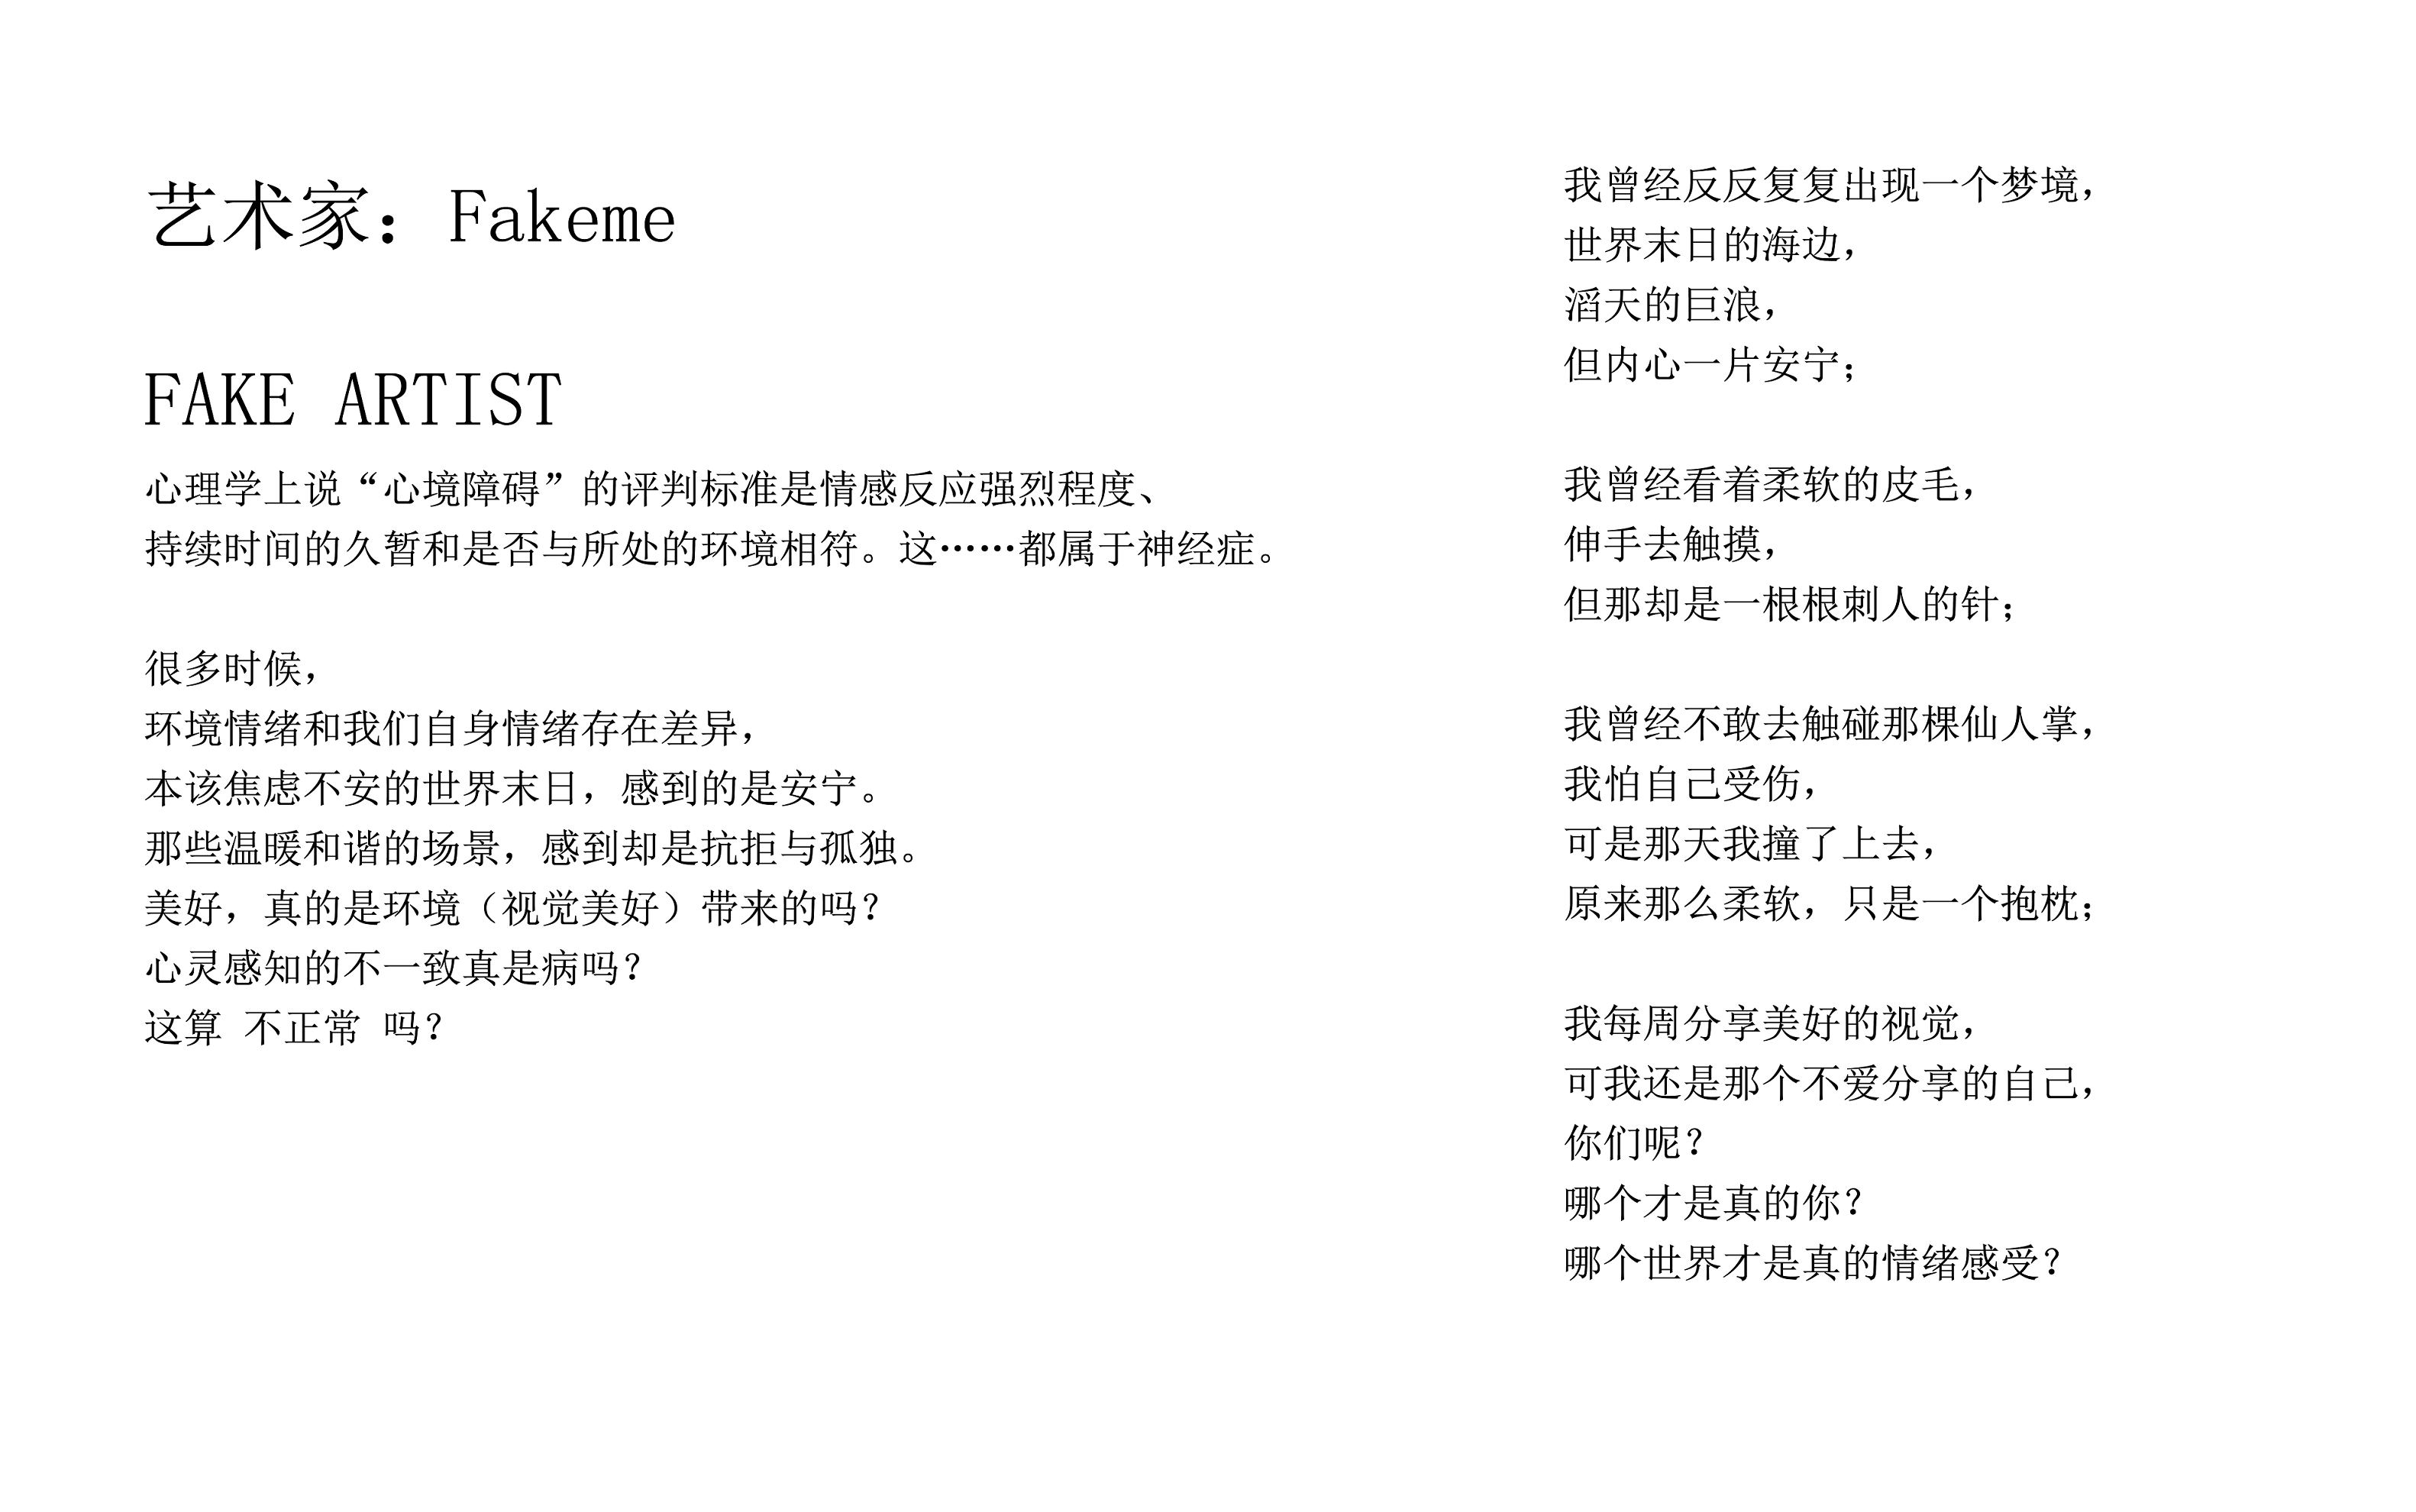 艺术家：Fakeme
FAKE ARTIST
心理学上说“心境障碍”的评判标准是情感反应强烈程度、
持续时间的久暂和是否与所处的环境相符。这……都属于神经症。
很多时候，
环境情绪和我们自身情绪存在差异，
本该焦虑不安的世界末日，感到的是安宁。
那些温暖和谐的场景，感到却是抗拒与孤独。
美好，真的是环境（视觉美好）带来的吗？
心灵感知的不一致真是病吗？
这算 不正常 吗？
我曾经反反复复出现一个梦境，
世界末日的海边，
滔天的巨浪，
但内心一片安宁；
我曾经看着柔软的皮毛，
伸手去触摸，
但那却是一根根刺人的针；
我曾经不敢去触碰那棵仙人掌，
我怕自己受伤，
可是那天我撞了上去，
原来那么柔软，只是一个抱枕；
我每周分享美好的视觉，
可我还是那个不爱分享的自己，
你们呢？
哪个才是真的你？
哪个世界才是真的情绪感受？